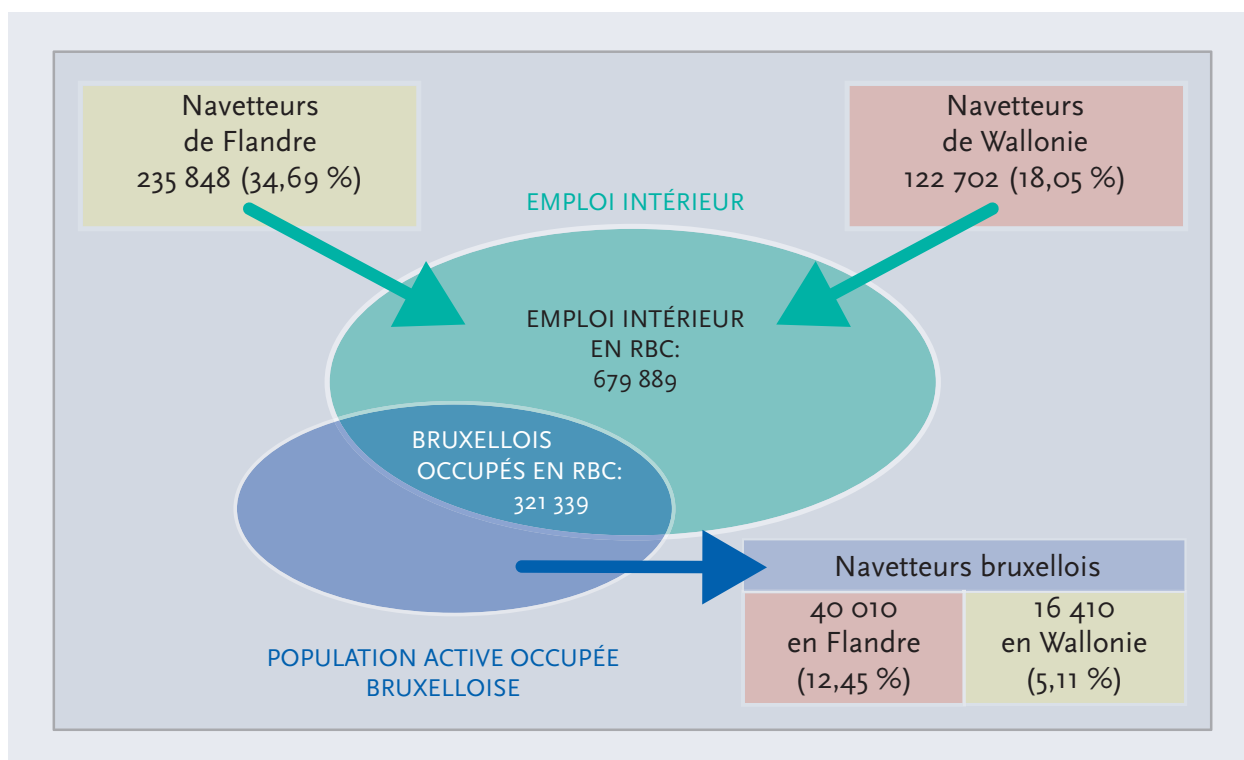 Navetteurs
de Flandre
235 848 (34,69 %)
Navetteurs
de Wallonie
122 702 (18,05 %)
EMPLOI INTÉRIEUR
EMPLOI INTÉRIEUR
EN RBC:
679 889
BRUXELLOIS
OCCUPÉS EN RBC:
321 339
Navetteurs bruxellois
40 010
en Flandre
(12,45 %)
16 410
en Wallonie
(5,11 %)
POPULATION ACTIVE OCCUPÉE
BRUXELLOISE